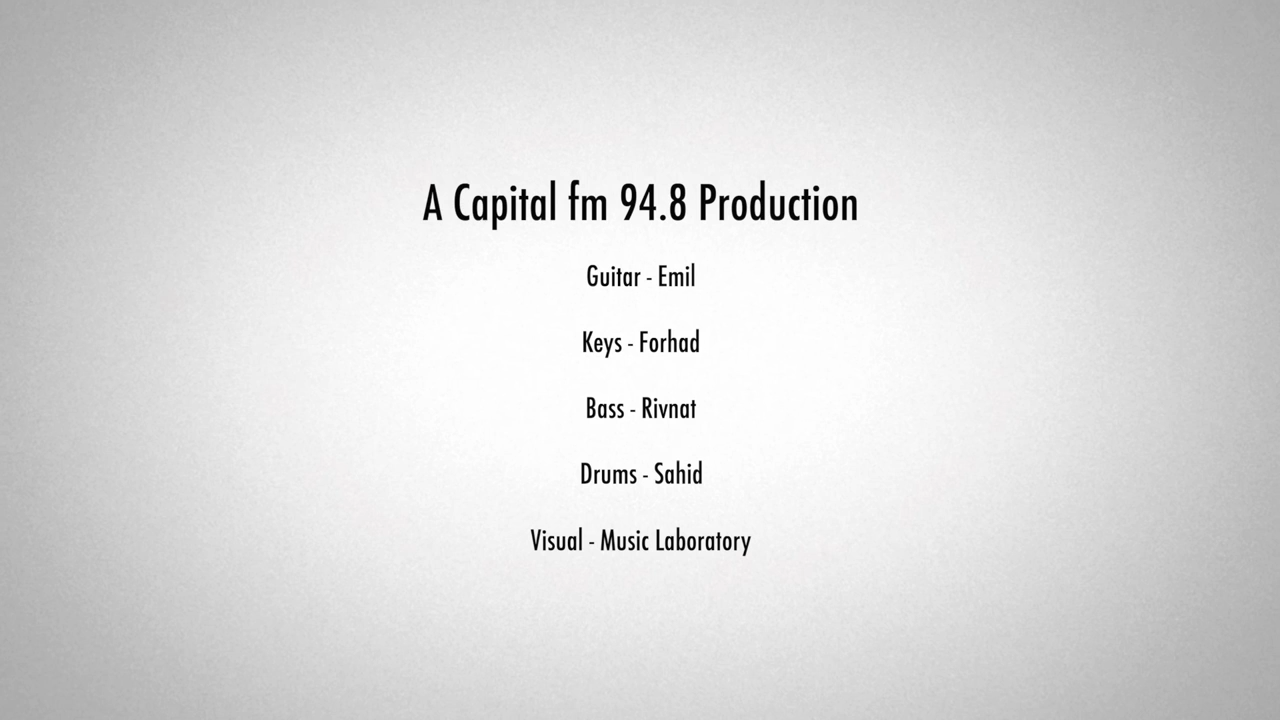 A Capital fm 94.8 Production
Guitar - Emil
Keys - Forhad
Bass - Rivnat
Drums - Sahid
Visual - Music Laboratory